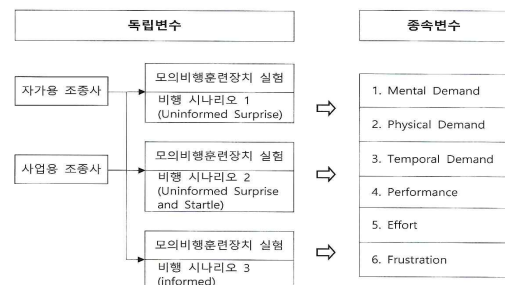 독립변수
종속변수
자가용 조종사
사업용 조종사
모의비행훈련장치 실험
비행 시나리오 1
(Uninformed Surprise)
모의비행훈련장치 실험
비행 시나리오 2
(Uninformed Surprise
and Startle)
모의비행훈련장치 실험
비행 시나리오 3
(informed)
1. Mental Demand
2. Physical Demand
3. Temporal Demand
4. Performance
5. Effort
6. Frustration